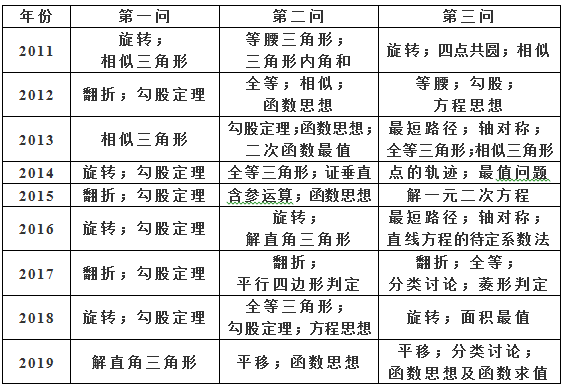 年份 第一问 第二问 第三问
2011 旋转；相似三角形 等腰三角形；三角形内角和 旋转；四点共圆；相似
2012 翻折；勾股定理 全等；相似；函数思想 等腰；勾股；方程思想
2013 相似三角形 勾股定理；函数思想；二次函数最值 最短路径；轴对称；全等三角形；相似三角形
2014 旋转；勾股定理 全等三角形；证垂直 点的轨迹；最值问题
2015 翻折；勾股定理 含参运算；函数思想 解一元二次方程
2016 旋转；勾股定理 旋转；解直角三角形 最短路径；轴对称；直线方程的待定系数法
2017 翻折；勾股定理 翻折；平行四边形判定 翻折；全等；分类讨论；菱形判定
2018 旋转；勾股定理 全等三角形；勾股定理；方程思想 旋转；面积最值
2019 解直角三角形 平移；函数思想 平移；分类讨论；函数思想及函数求值